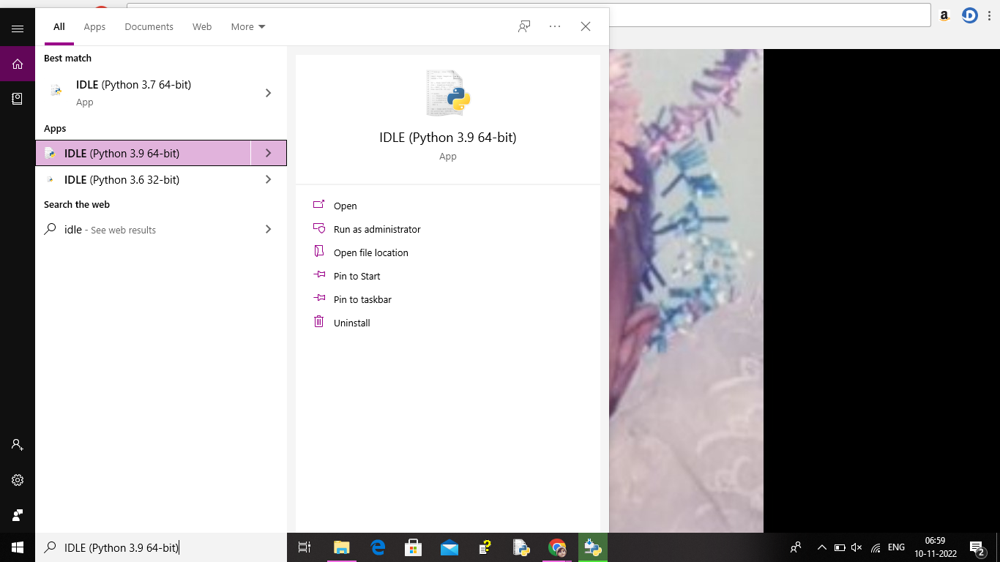 All Apps Documents Web More
Best match
IDLE (Python 3.7 64-bit)
App
Apps
IDLE (Python 3.9 64-bit)
IDLE (Python 3.6 32-bit)
Search the web
idle - See web results
IDLE (Python 3.9 64-bit)
App
Open
Run as administrator
Open file location
Pin to Start
Pin to taskbar
Uninstall
IDLE (Python 3.9 64-bit)
ENG
06:59
10-11-2022
2